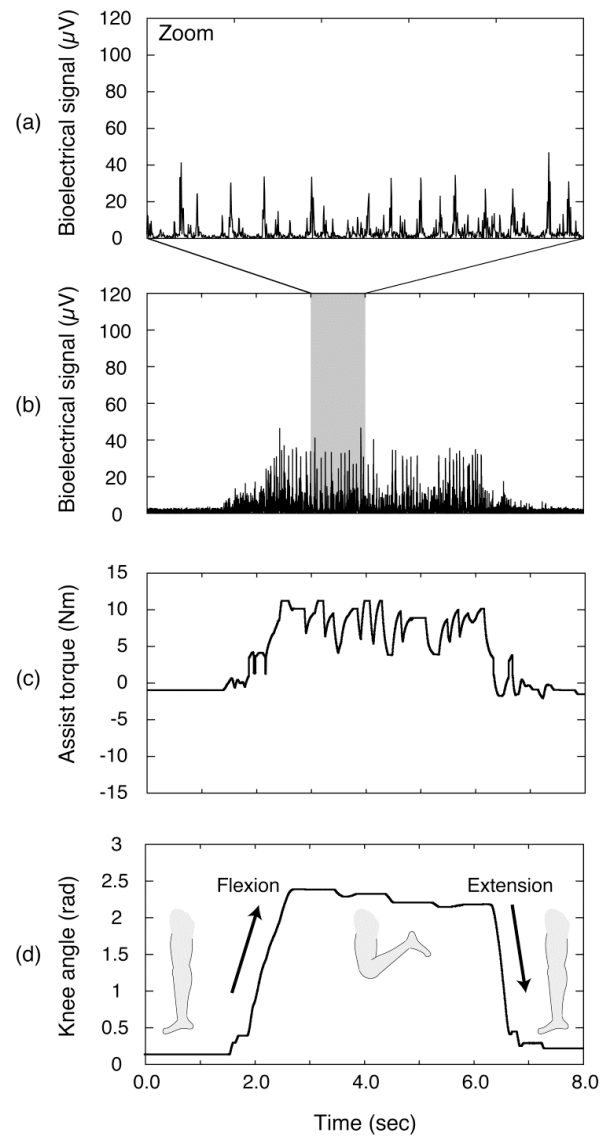 Zoom
120
100
80
60
40
20
0
Bioelectrical signal (µV)
(a)
120
100
80
60
40
20
0
Bioelectrical signal (µV)
(b)
15
10
5
0
-5
-10
-15
Assist torque (Nm)
(c)
3
2.5
2
1.5
1
0.5
0
Knee angle (rad)
(d)
Flexion
Extension
0.0 2.0 4.0 6.0 8.0
Time (sec)